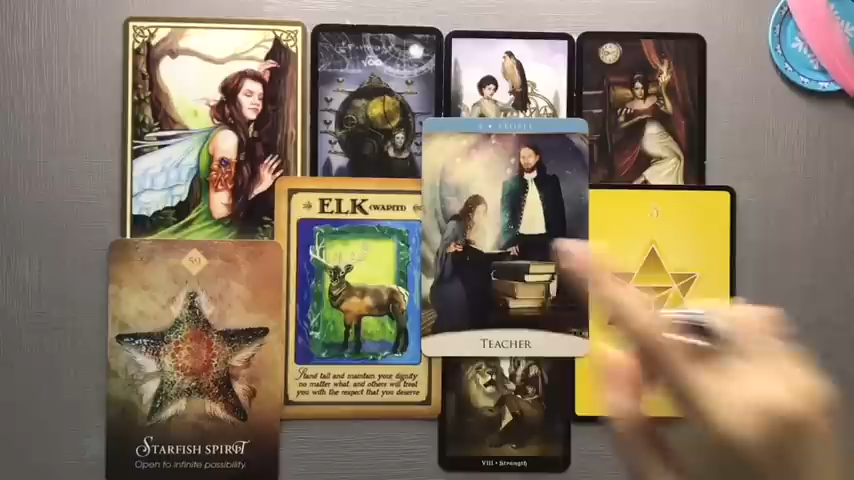 ELK (WAPITI)
Stand tall and maintain your dignity
no matter what, and others will treat
you with the respect that you deserve
TEACHER
59
STARFISH SPIRIT
Open to infinite possibility.
VIII • Strength